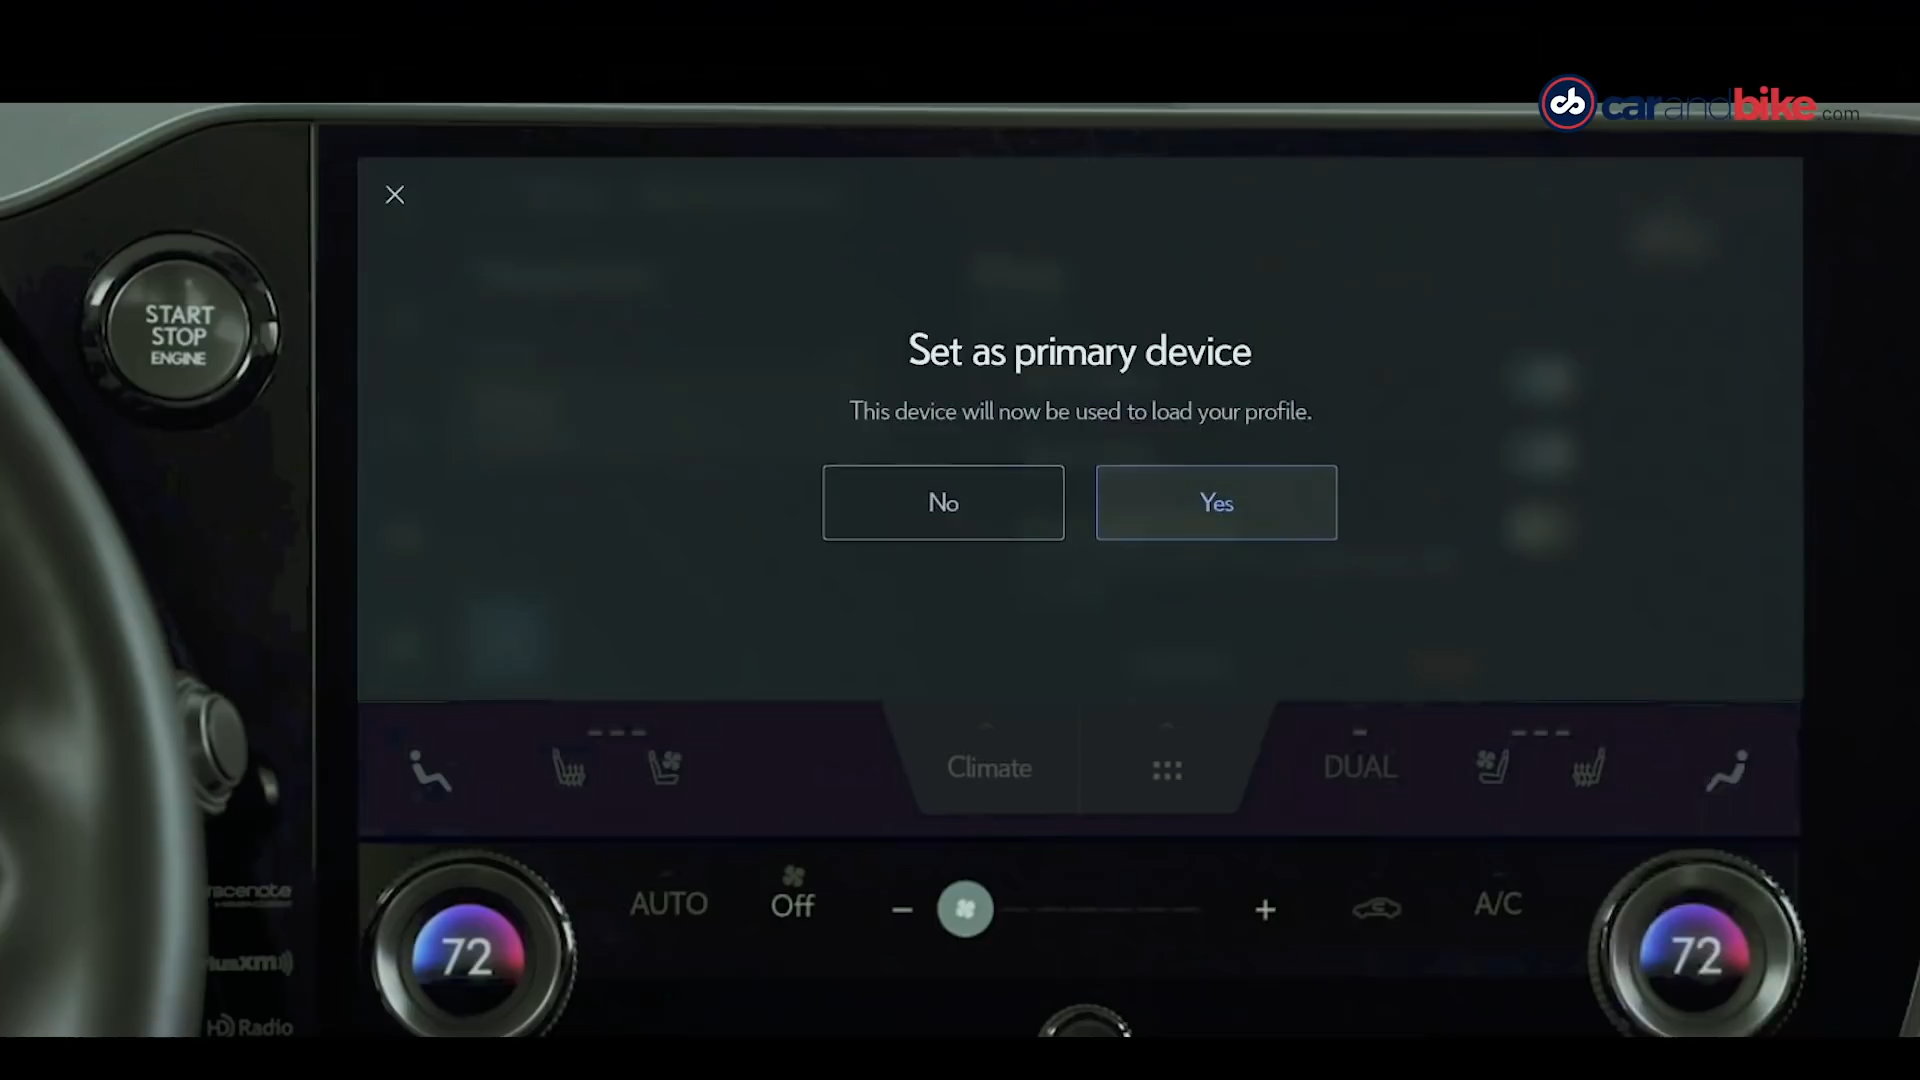 carandbike.com
START
STOP
ENGINE
Set as primary device
This device will now be used to load your profile.
No
Yes
Climate
DUAL
AUTO
Off
A/C
72
72
HD Radio